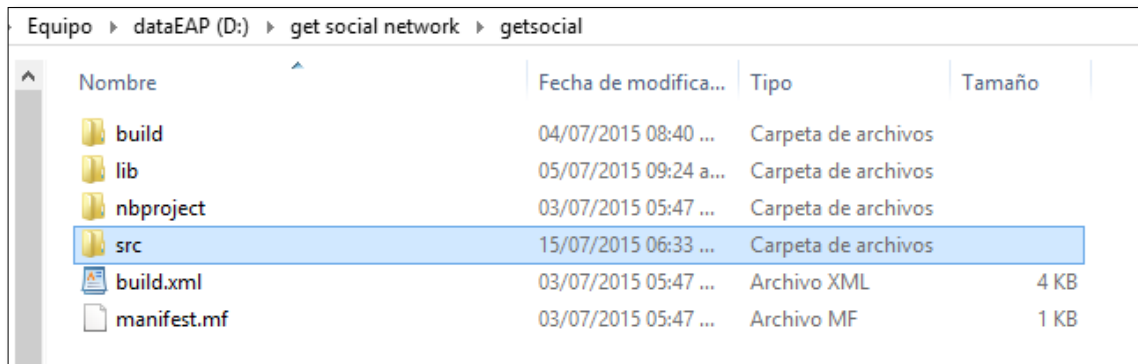 Equipo dataEAP (D:) get social network getsocial
Nombre Fecha de modifica... Tipo Tamaño
build 04/07/2015 08:40 ... Carpeta de archivos
lib 05/07/2015 09:24 a... Carpeta de archivos
nbproject 03/07/2015 05:47 ... Carpeta de archivos
src 15/07/2015 06:33 ... Carpeta de archivos
build.xml 03/07/2015 05:47 ... Archivo XML 4 KB
manifest.mf 03/07/2015 05:47 ... Archivo MF 1 KB